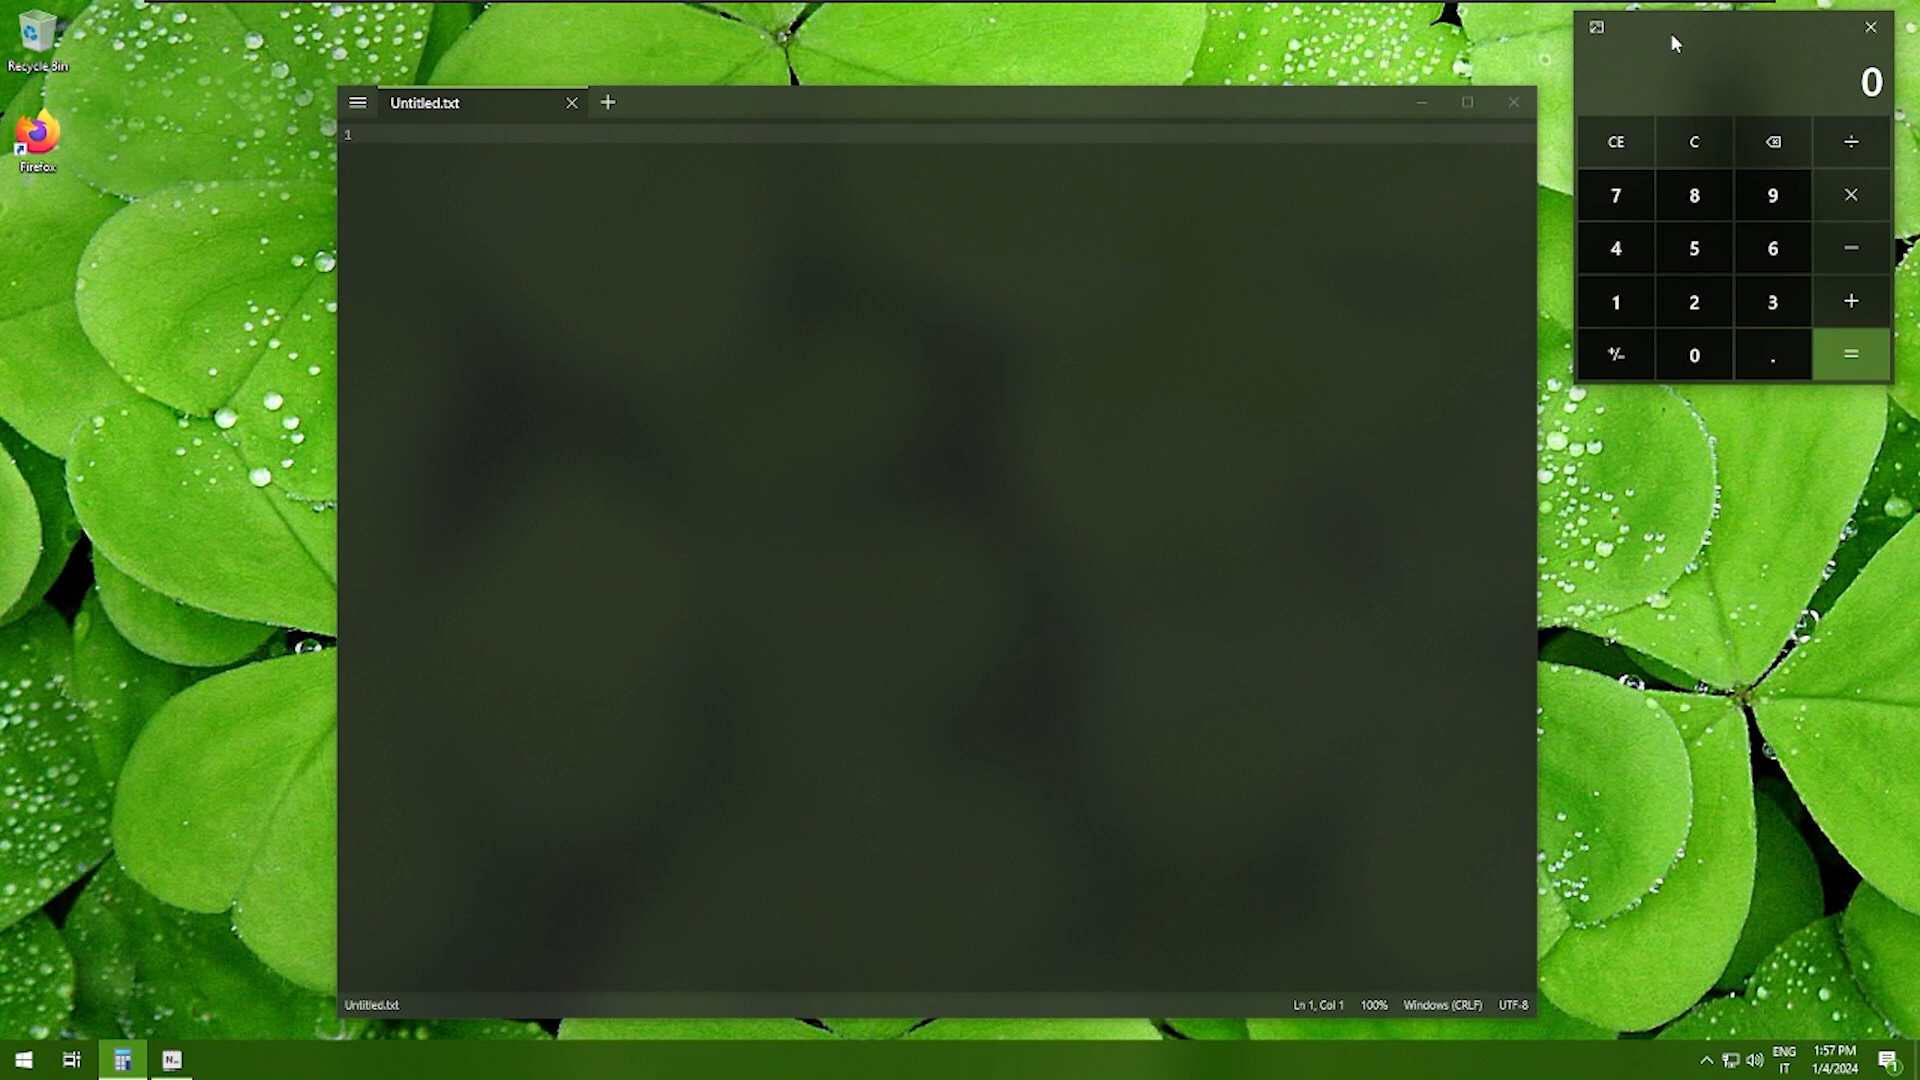 Recycle Bin
Firefox
Untitled.txt
1
0
CE C ÷
7 8 9 ×
4 5 6 −
1 2 3 +
+/− 0 . =
Untitled.txt
Ln 1, Col 1 100% Windows (CRLF) UTF-8
N
ENG
IT
1:57 PM
1/4/2024
1